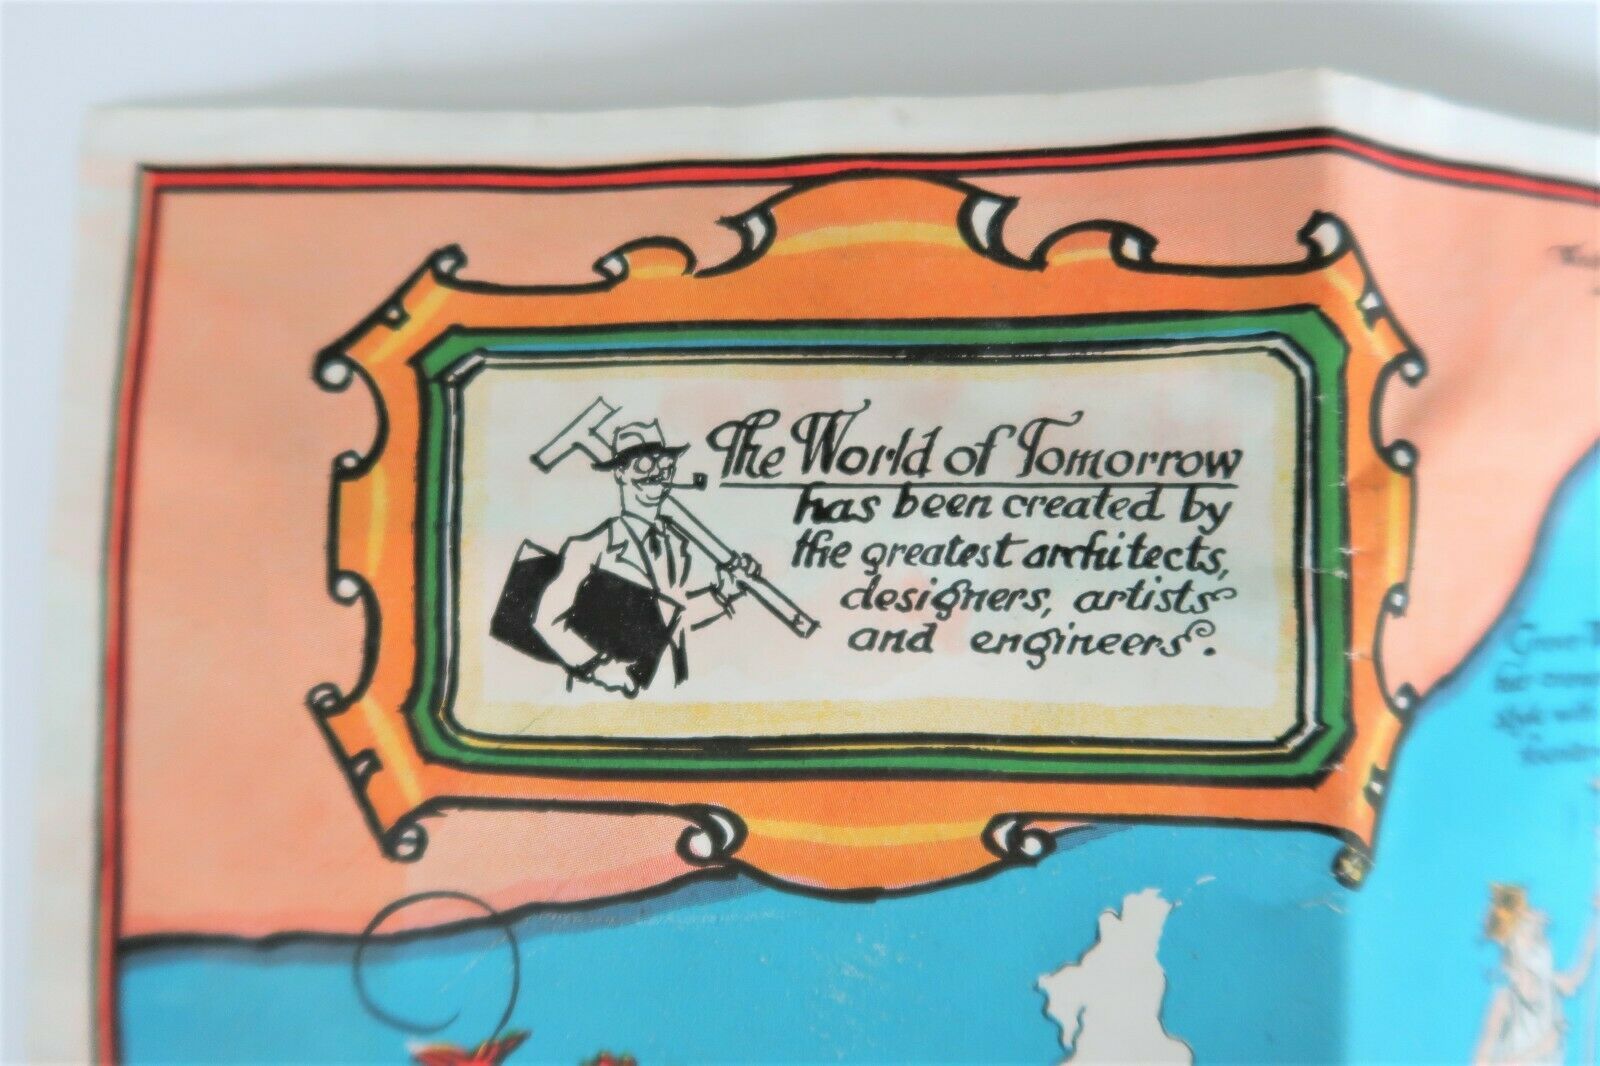 The World of Tomorrow
has been created by
the greatest architects,
designers, artists
and engineers.